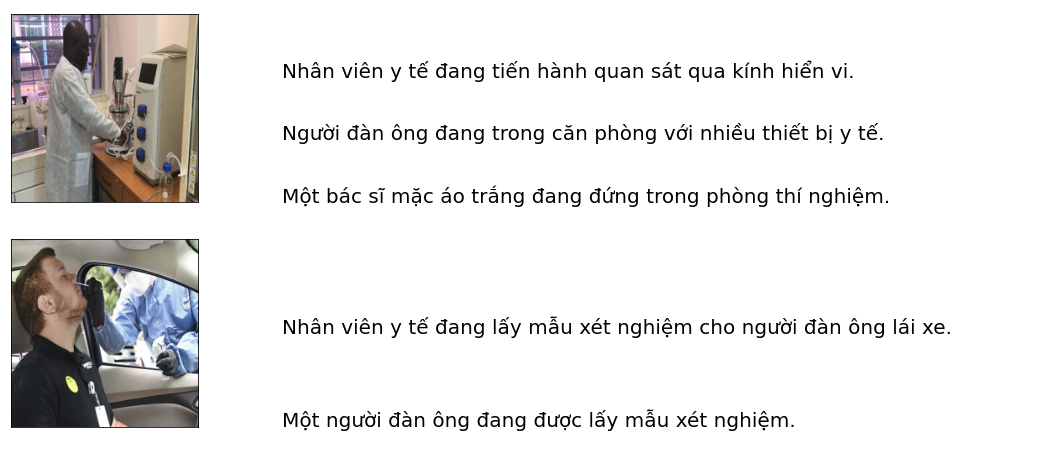 Nhân viên y tế đang tiến hành quan sát qua kính hiển vi.
Người đàn ông đang trong căn phòng với nhiều thiết bị y tế.
Một bác sĩ mặc áo trắng đang đứng trong phòng thí nghiệm.
Nhân viên y tế đang lấy mẫu xét nghiệm cho người đàn ông lái xe.
Một người đàn ông đang được lấy mẫu xét nghiệm.